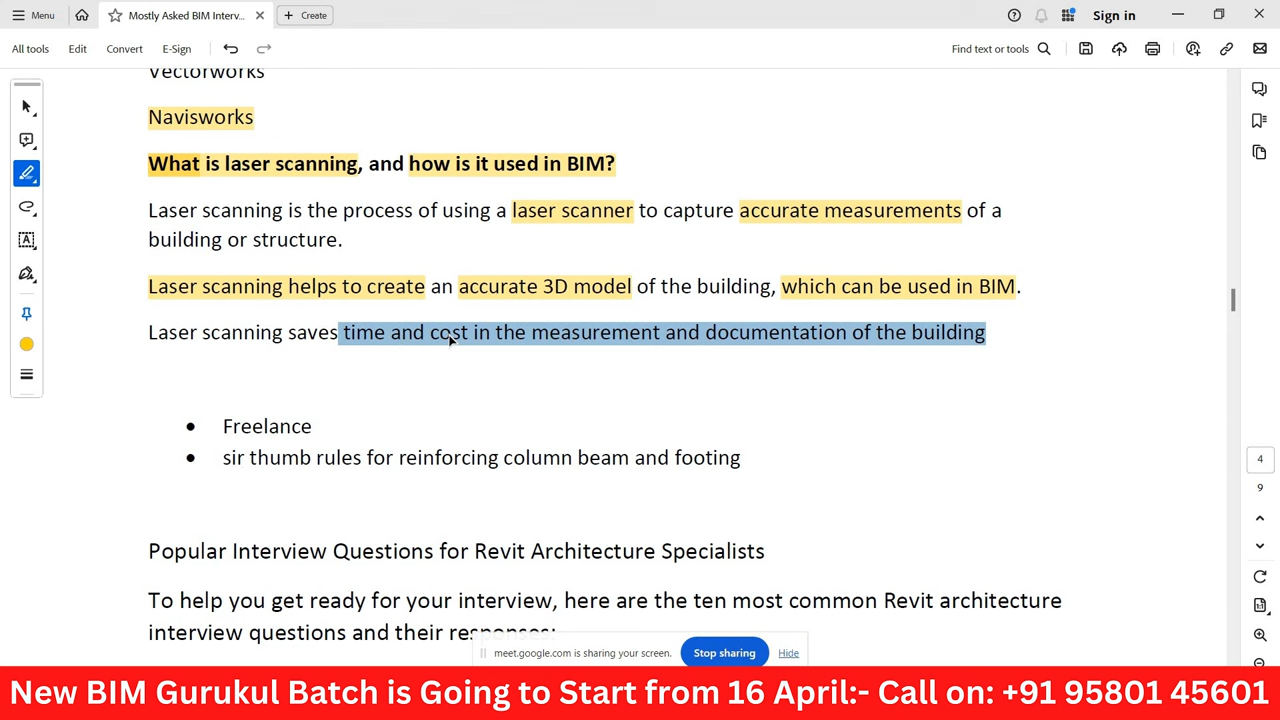 Menu
Mostly Asked BIM Interv...
Create
Sign in
All tools
Edit
Convert
E-Sign
Find text or tools
Vectorworks
Navisworks
What is laser scanning, and how is it used in BIM?
Laser scanning is the process of using a laser scanner to capture accurate measurements of a
building or structure.
Laser scanning helps to create an accurate 3D model of the building, which can be used in BIM.
Laser scanning saves time and cost in the measurement and documentation of the building
• Freelance
• sir thumb rules for reinforcing column beam and footing
4
9
Popular Interview Questions for Revit Architecture Specialists
To help you get ready for your interview, here are the ten most common Revit architecture
interview questions and their responses:
meet.google.com is sharing your screen.
Stop sharing
Hide
New BIM Gurukul Batch is Going to Start from 16 April:- Call on: +91 95801 45601